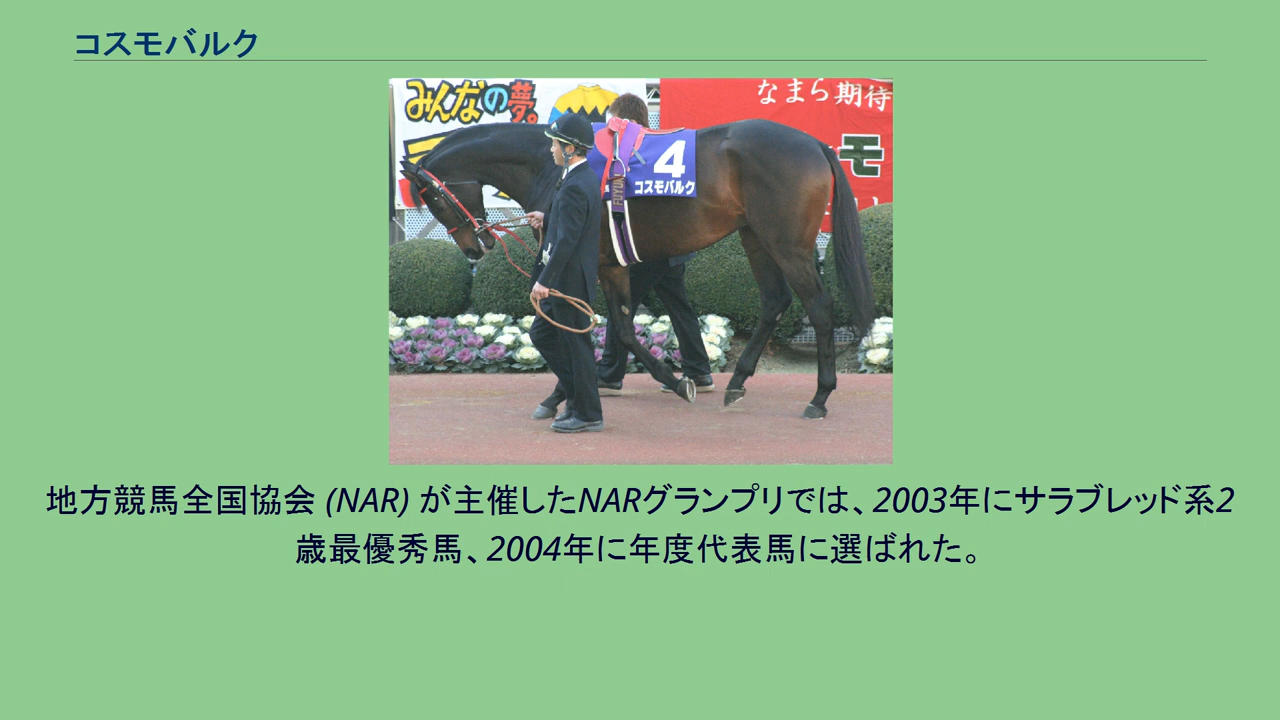 コスモバルク
みんなの夢。
なまら期待
モ
4
コスモバルク
地方競馬全国協会 (NAR) が主催したNARグランプリでは、2003年にサラブレッド系2
歳最優秀馬、2004年に年度代表馬に選ばれた。